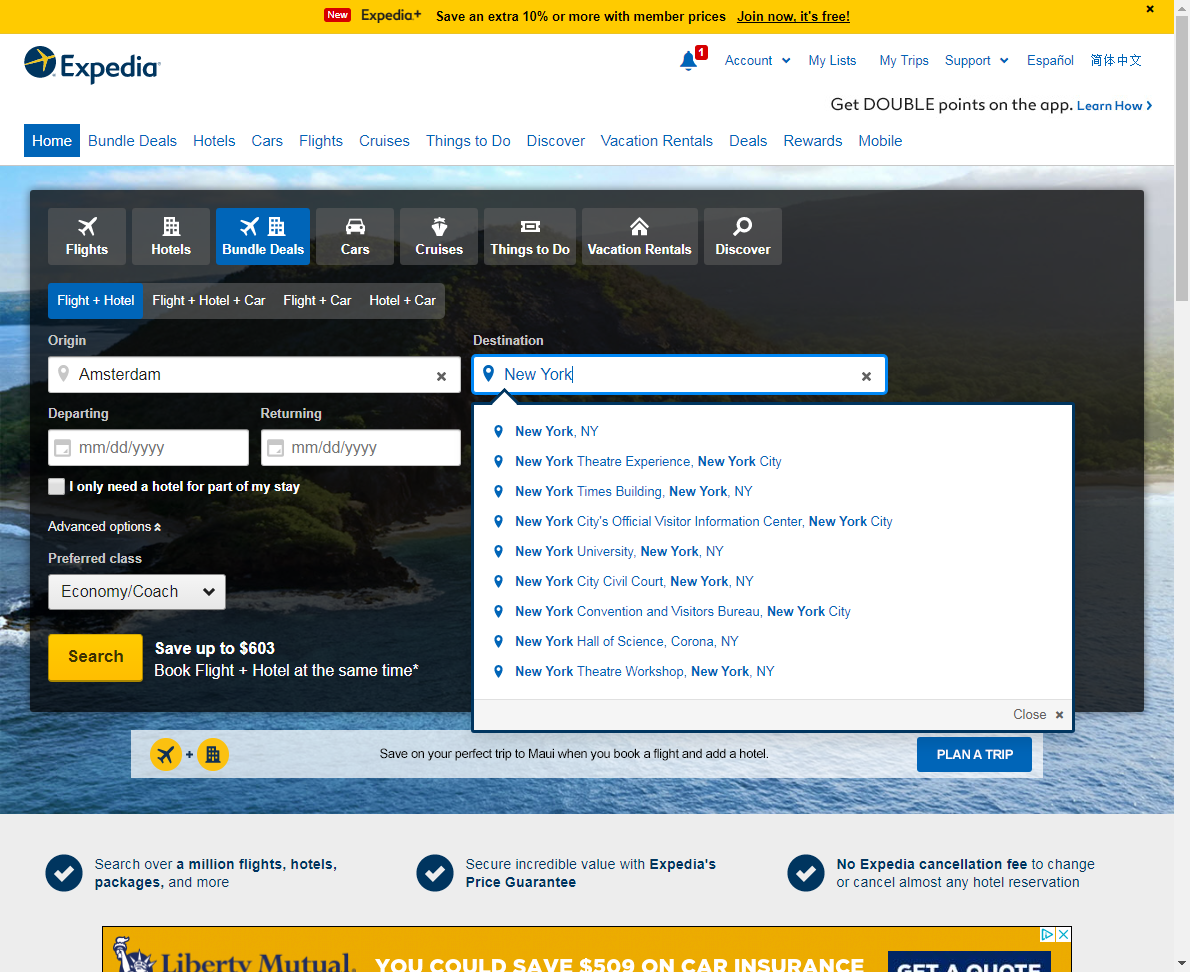 New Expedia+ Save an extra 10% or more with member prices Join now, it's free!
Expedia
1 Account My Lists My Trips Support Español 简体中文
Get DOUBLE points on the app. Learn How
Home Bundle Deals Hotels Cars Flights Cruises Things to Do Discover Vacation Rentals Deals Rewards Mobile
Flights Hotels Bundle Deals Cars Cruises Things to Do Vacation Rentals Discover
Flight + Hotel Flight + Hotel + Car Flight + Car Hotel + Car
Origin Destination
Amsterdam New York
Departing Returning
mm/dd/yyyy mm/dd/yyyy
I only need a hotel for part of my stay
Advanced options
Preferred class
Economy/Coach
Search
Save up to $603
Book Flight + Hotel at the same time*
New York, NY
New York Theatre Experience, New York City
New York Times Building, New York, NY
New York City's Official Visitor Information Center, New York City
New York University, New York, NY
New York City Civil Court, New York, NY
New York Convention and Visitors Bureau, New York City
New York Hall of Science, Corona, NY
New York Theatre Workshop, New York, NY
Close
+ Save on your perfect trip to Maui when you book a flight and add a hotel. PLAN A TRIP
Search over a million flights, hotels,
packages, and more
Secure incredible value with Expedia's
Price Guarantee
No Expedia cancellation fee to change
or cancel almost any hotel reservation
Liberty Mutual. YOU COULD SAVE $509 ON CAR INSURANCE GET A QUOTE